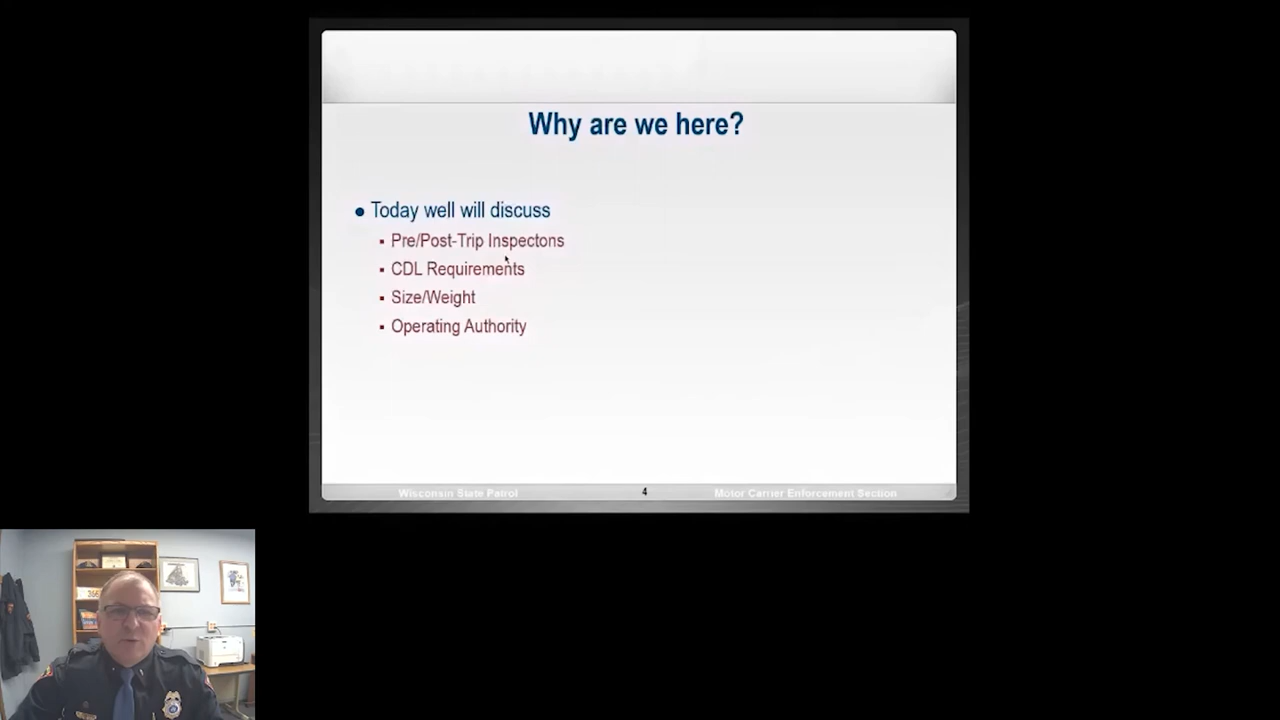 Why are we here?
Today well will discuss
Pre/Post-Trip Inspectons
CDL Requirements
Size/Weight
Operating Authority
Wisconsin State Patrol
4
Motor Carrier Enforcement Section